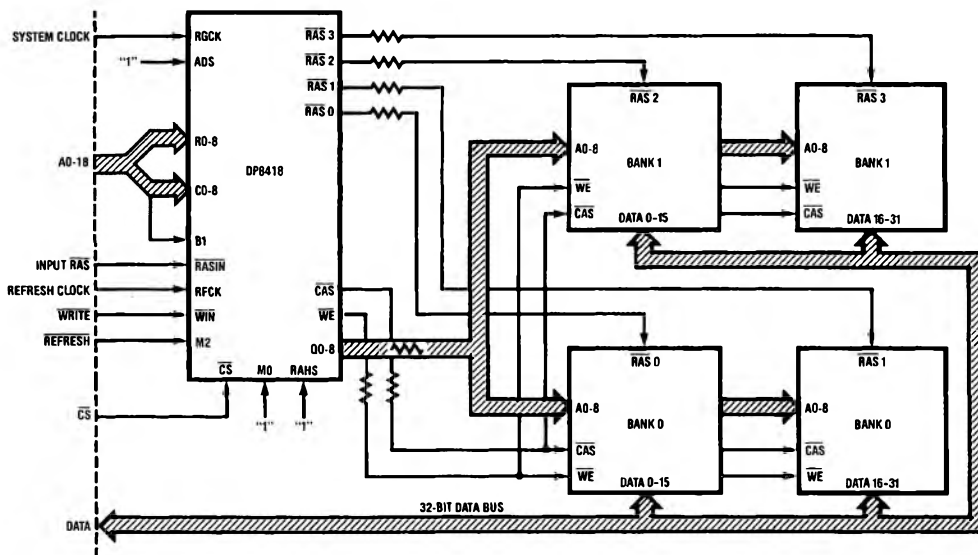 SYSTEM CLOCK
"1"
A0-18
INPUT RAS
REFRESH CLOCK
WRITE
REFRESH
CS
DATA
RGCK
ADS
R0-8
C0-8
B1
RASIN
RFCK
WIN
M2
DP8418
RAS 3
RAS 2
RAS 1
RAS 0
CAS
WE
Q0-8
CS M0 RAHS
"1" "1"
RAS 2
A0-8
BANK 1
WE
CAS
DATA 0-15
RAS 3
A0-8
BANK 1
WE
CAS
DATA 16-31
RAS 0
A0-8
BANK 0
CAS
WE
DATA 0-15
RAS 1
A0-8
BANK 0
CAS
WE
DATA 16-31
32-BIT DATA BUS